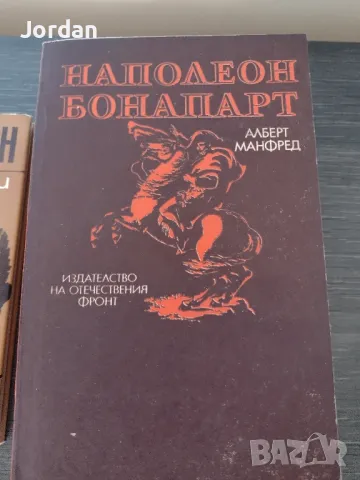 Jordan
НАПОЛЕОН
БОНАПАРТ
АЛБЕРТ
МАНФРЕД
ИЗДАТЕЛСТВО
НА ОТЕЧЕСТВЕНИЯ
ФРОНТ
Н
и
BAZAR